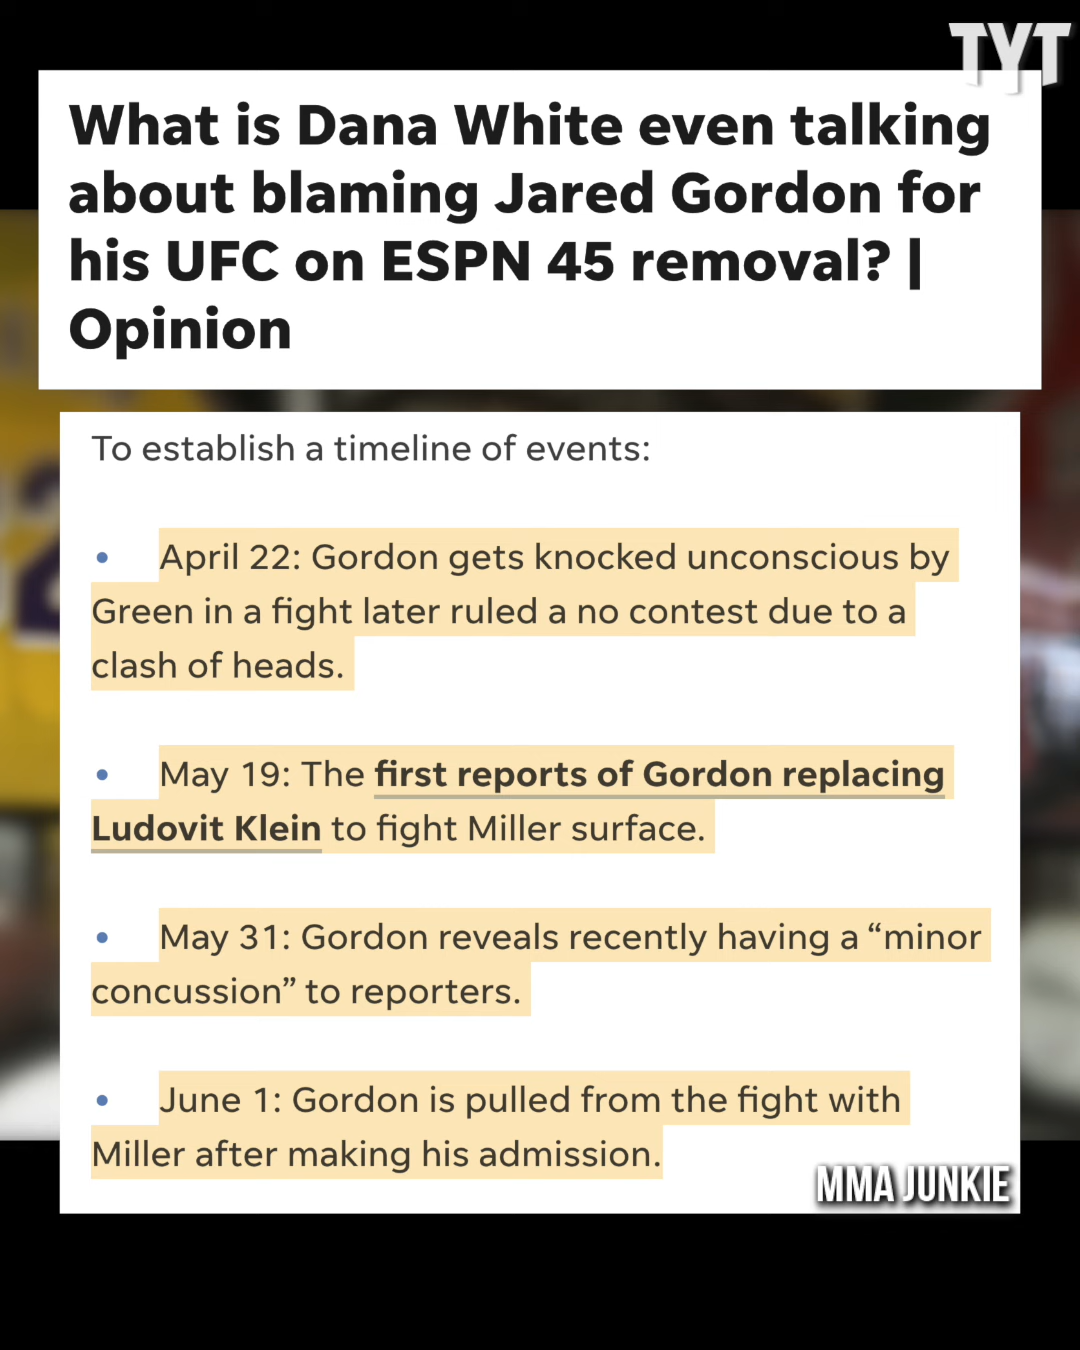 TYT
What is Dana White even talking
about blaming Jared Gordon for
his UFC on ESPN 45 removal? |
Opinion
To establish a timeline of events:
• April 22: Gordon gets knocked unconscious by
Green in a fight later ruled a no contest due to a
clash of heads.
• May 19: The first reports of Gordon replacing
Ludovit Klein to fight Miller surface.
• May 31: Gordon reveals recently having a “minor
concussion” to reporters.
• June 1: Gordon is pulled from the fight with
Miller after making his admission.
MMA JUNKIE